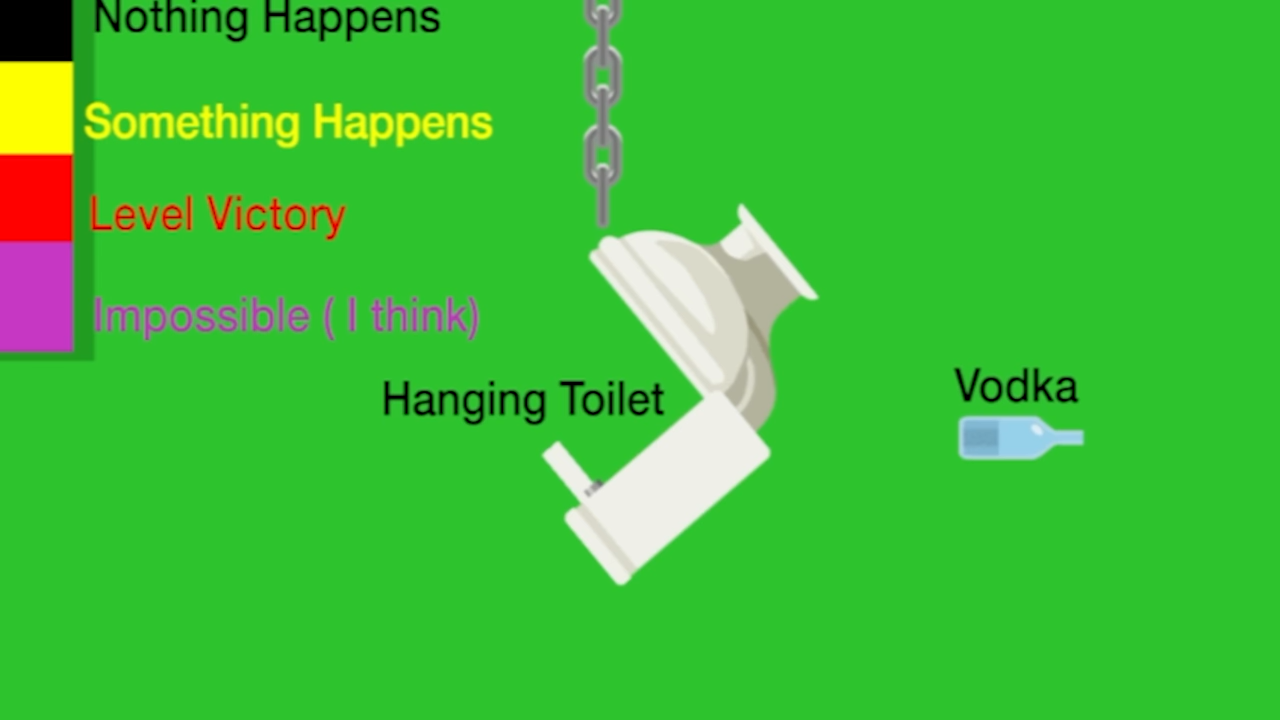 Nothing Happens
Something Happens
Level Victory
Impossible ( I think)
Hanging Toilet
Vodka